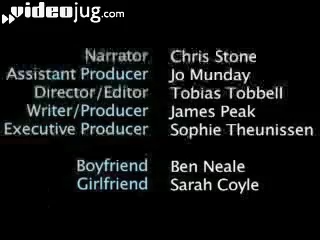 videojug.com
Narrator Chris Stone
Assistant Producer Jo Munday
Director/Editor Tobias Tobbell
Writer/Producer James Peak
Executive Producer Sophie Theunissen
Boyfriend Ben Neale
Girlfriend Sarah Coyle